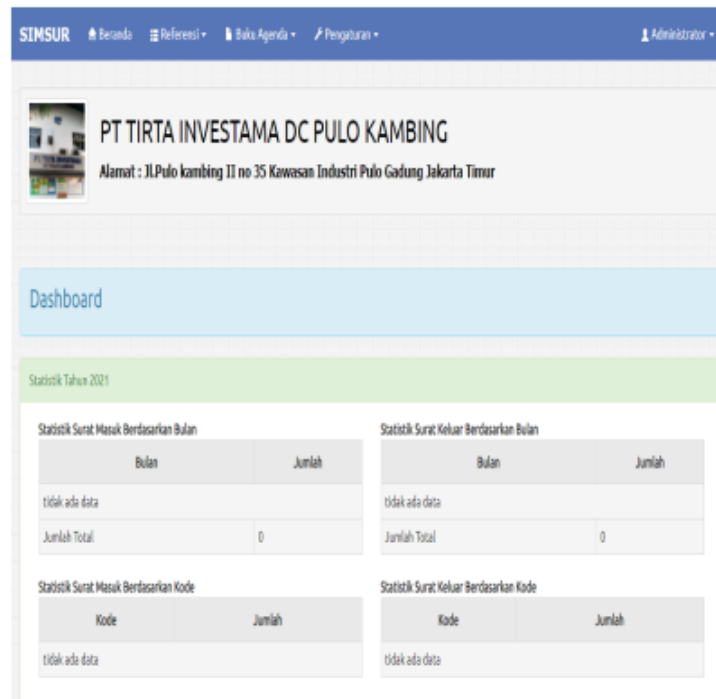 SIMSUR Beranda Referensi Buku Agenda Pengaturan Administrator
PT TIRTA INVESTAMA DC PULO KAMBING
Alamat : Jl.Pulo kambing II no 35 Kawasan Industri Pulo Gadung Jakarta Timur
Dashboard
Statistik Tahun 2021
Statistik Surat Masuk Berdasarkan Bulan
Bulan Jumlah
tidak ada data
Jumlah Total 0
Statistik Surat Keluar Berdasarkan Bulan
Bulan Jumlah
tidak ada data
Jumlah Total 0
Statistik Surat Masuk Berdasarkan Kode
Kode Jumlah
tidak ada data
Statistik Surat Keluar Berdasarkan Kode
Kode Jumlah
tidak ada data